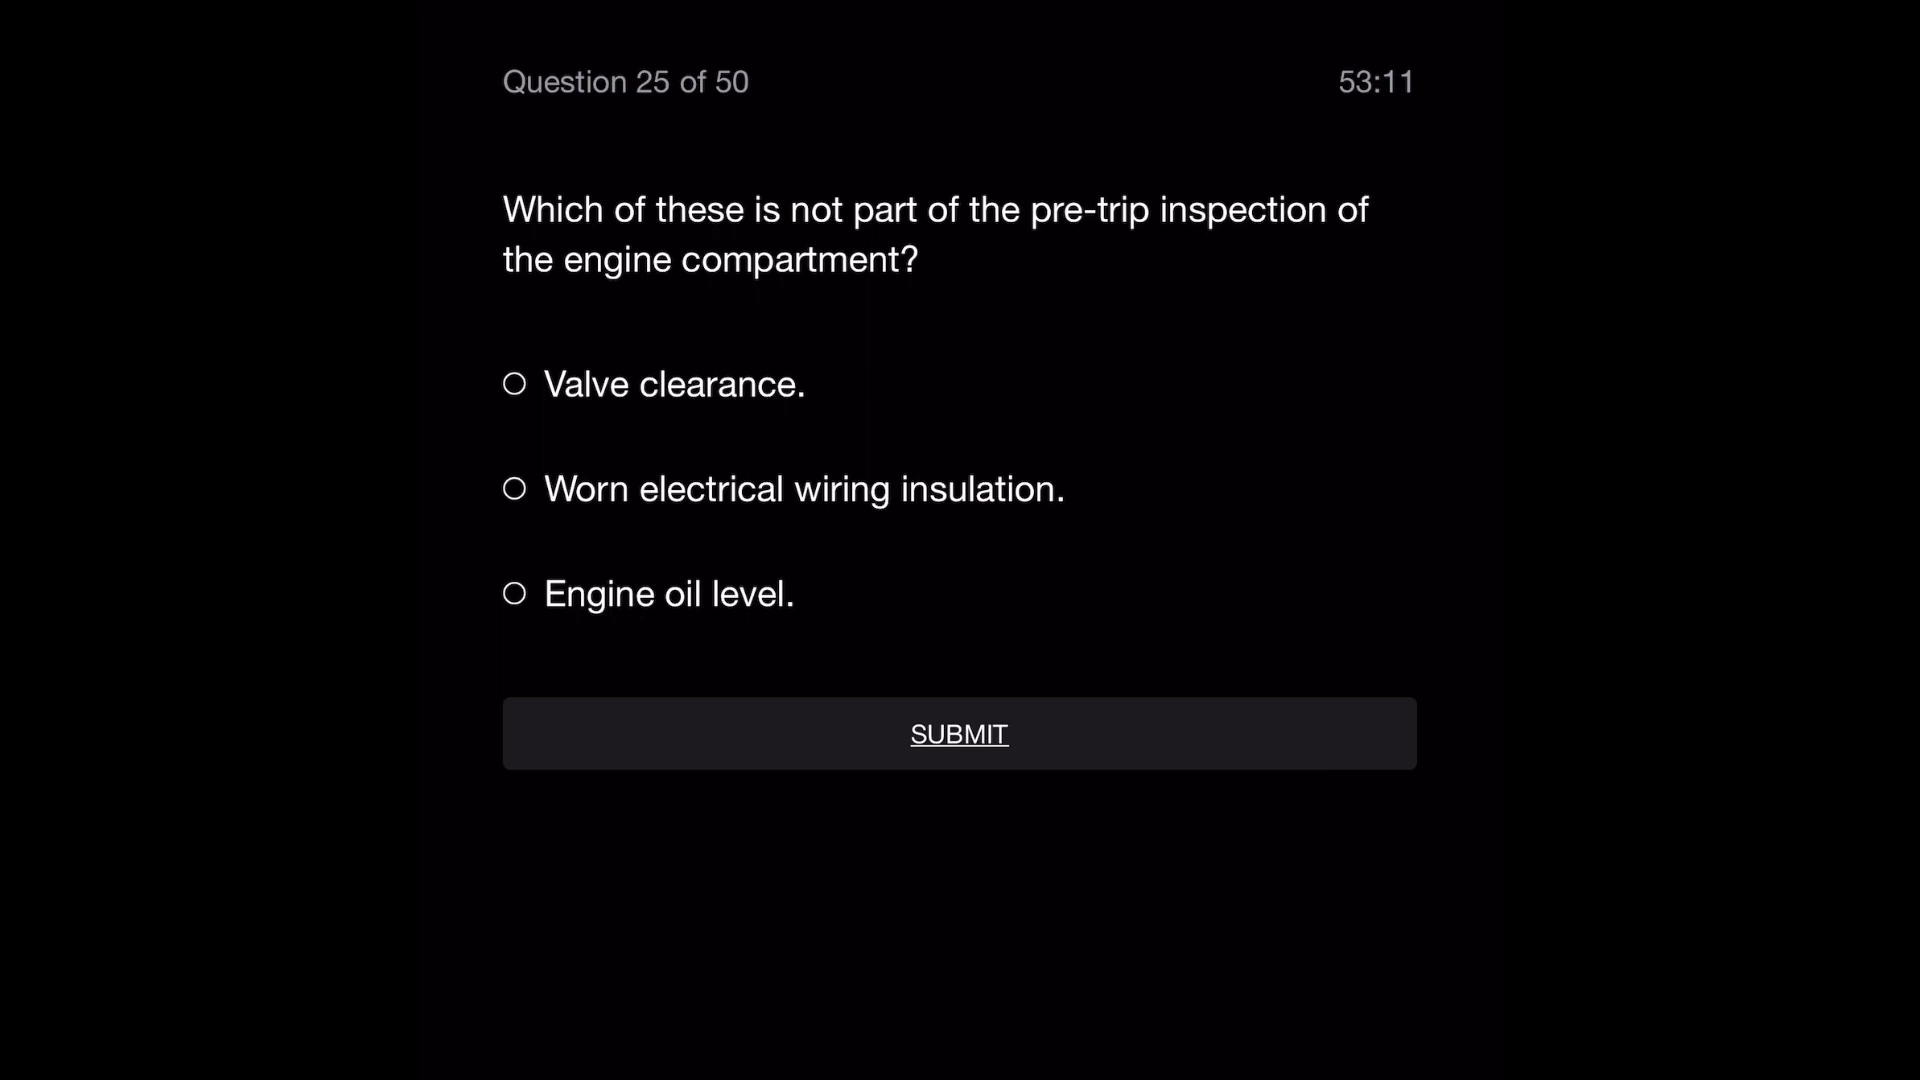 Question 25 of 50
53:11
Which of these is not part of the pre-trip inspection of
the engine compartment?
Valve clearance.
Worn electrical wiring insulation.
Engine oil level.
SUBMIT